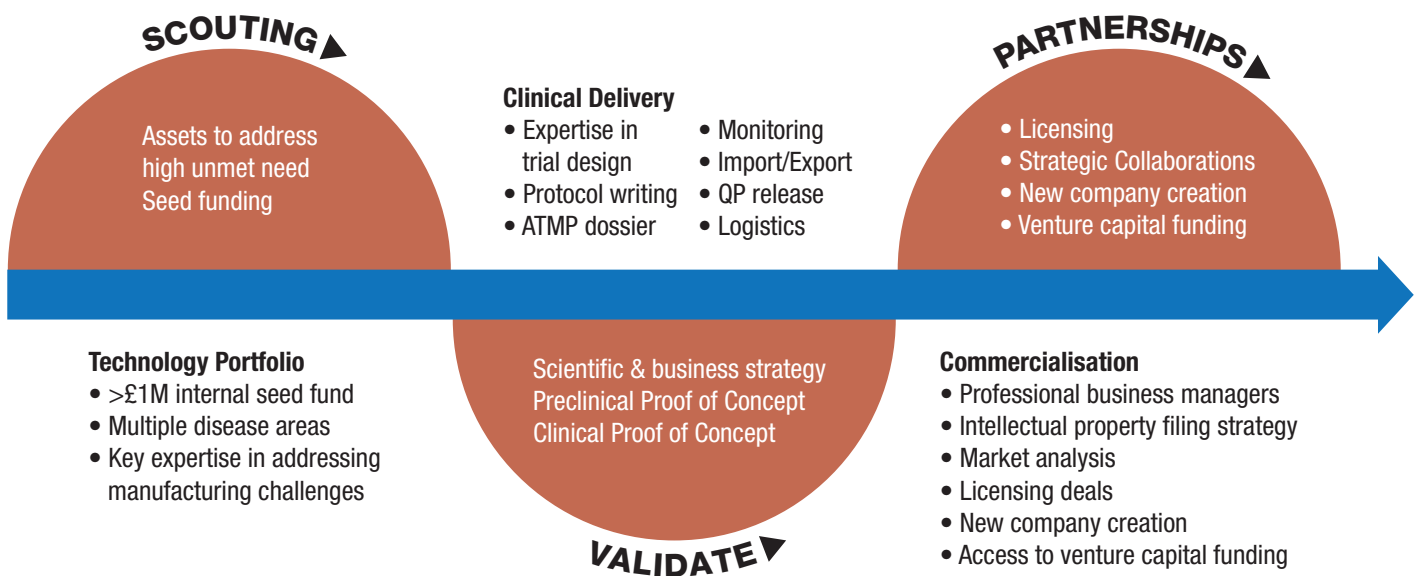 SCOUTING
Assets to address
high unmet need
Seed funding
Technology Portfolio
• >£1M internal seed fund
• Multiple disease areas
• Key expertise in addressing
manufacturing challenges
Clinical Delivery
• Expertise in
trial design
• Protocol writing
• ATMP dossier
• Monitoring
• Import/Export
• QP release
• Logistics
Scientific & business strategy
Preclinical Proof of Concept
Clinical Proof of Concept
VALIDATE
PARTNERSHIPS
• Licensing
• Strategic Collaborations
• New company creation
• Venture capital funding
Commercialisation
• Professional business managers
• Intellectual property filing strategy
• Market analysis
• Licensing deals
• New company creation
• Access to venture capital funding